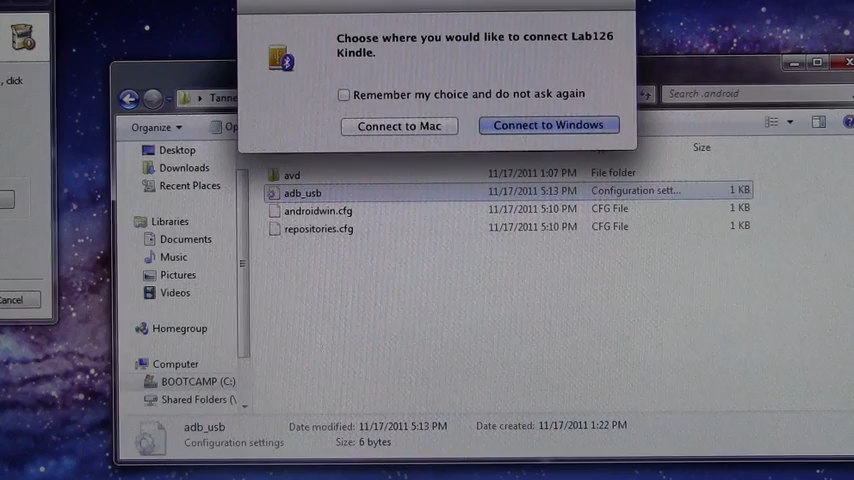 Choose where you would like to connect Lab126
Kindle.
, click
Remember my choice and do not ask again
Connect to Mac
Connect to Windows
Search .android
Organize
Size
Desktop
avd 11/17/2011 1:07 PM File folder
Downloads
adb_usb 11/17/2011 5:13 PM Configuration sett... 1 KB
Recent Places
androidwin.cfg 11/17/2011 5:10 PM CFG File 1 KB
Libraries
repositories.cfg 11/17/2011 5:10 PM CFG File 1 KB
Documents
Music
Pictures
Videos
Cancel
Homegroup
Computer
BOOTCAMP (C:)
Shared Folders (\
adb_usb Date modified: 11/17/2011 5:13 PM Date created: 11/17/2011 1:22 PM
Configuration settings Size: 6 bytes